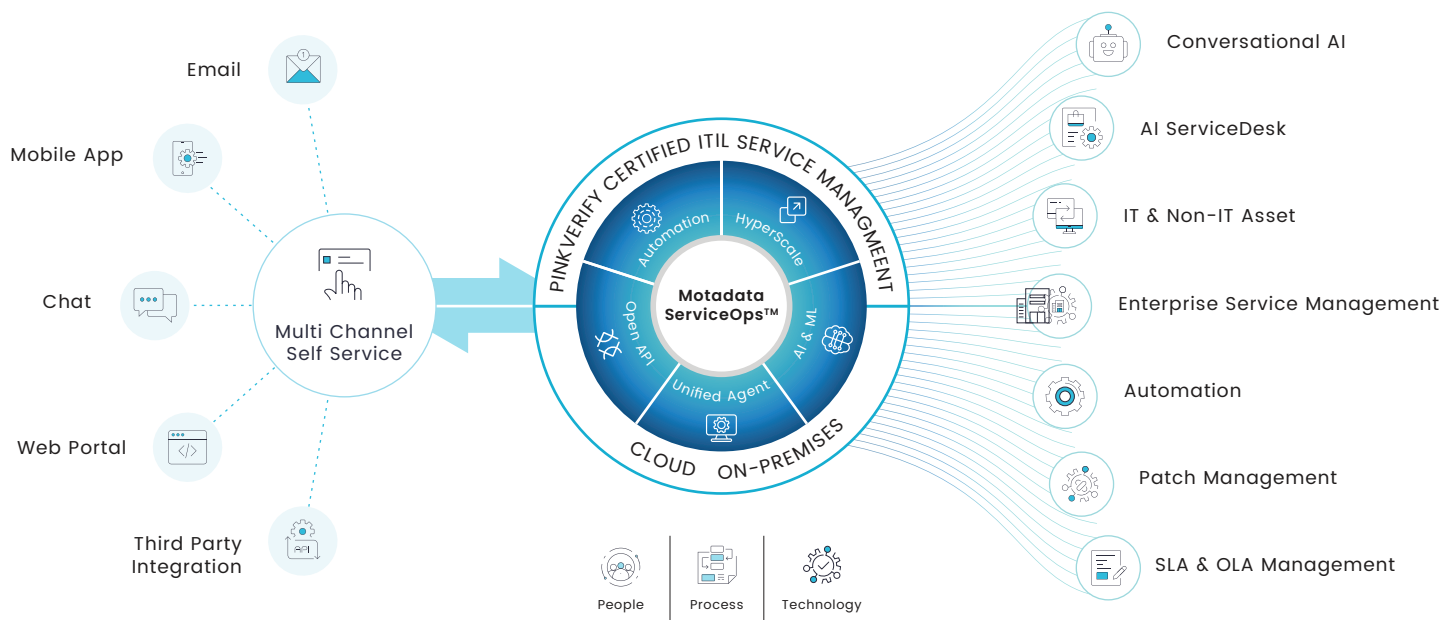 Email
Mobile App
Chat
Web Portal
Third Party
Integration
Multi Channel
Self Service
PINKVERIFY CERTIFIED ITIL SERVICE MANAGMEENT
Automation
HyperScale
Open API
AI & ML
Unified Agent
Motadata
ServiceOps™
CLOUD ON-PREMISES
API
People
Process
Technology
Conversational AI
AI ServiceDesk
IT & Non-IT Asset
Enterprise Service Management
Automation
Patch Management
SLA & OLA Management